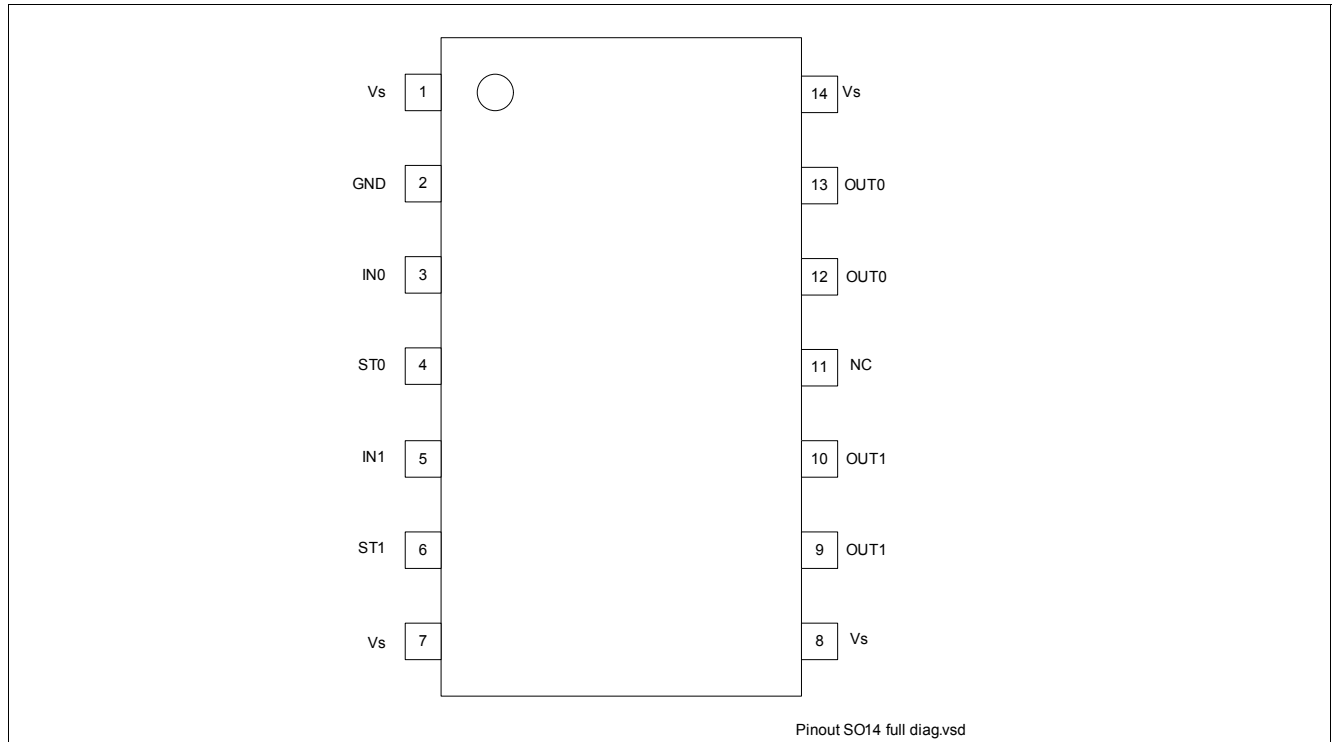 Vs 1 14 Vs
GND 2 13 OUT0
IN0 3 12 OUT0
ST0 4 11 NC
IN1 5 10 OUT1
ST1 6 9 OUT1
Vs 7 8 Vs
Pinout SO14 full diag.vsd